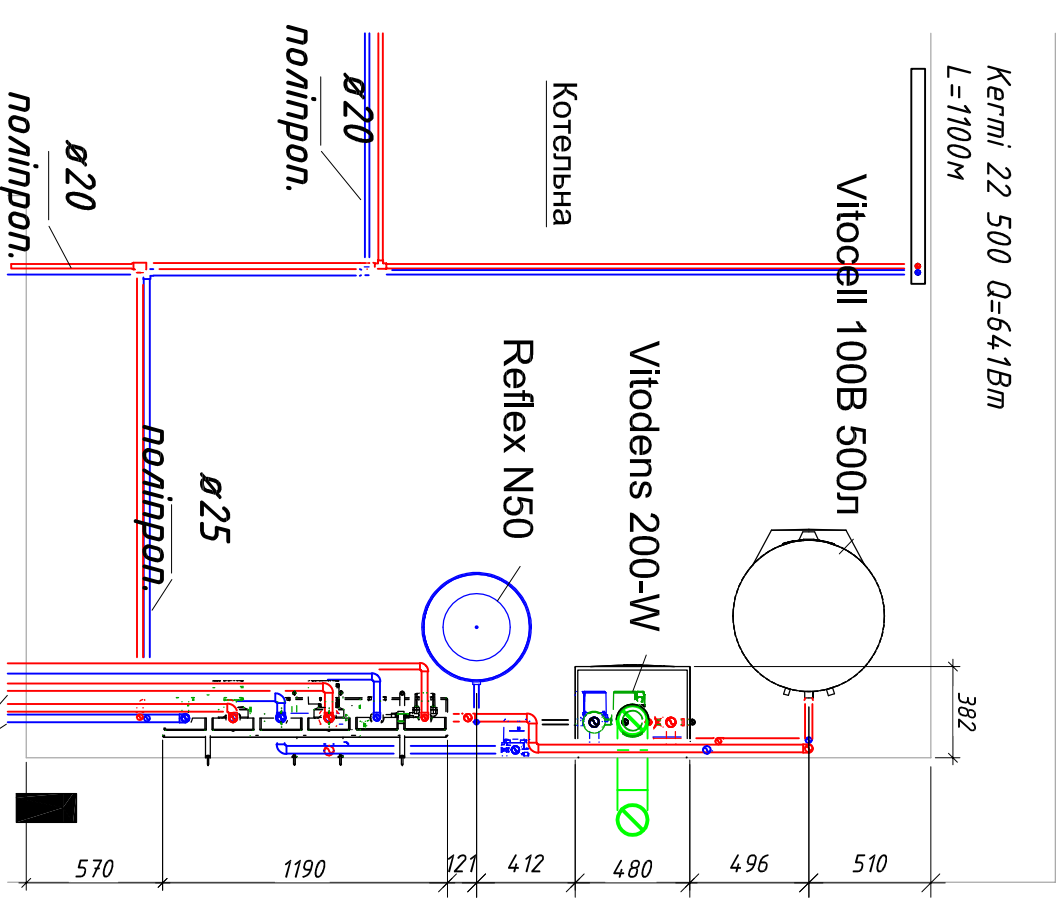 Kermi 22 500 Q=641Вт
L=1100м
Vitocell 100B 500л
Котельна
ø20
поліпроп.
ø20
поліпроп.
Reflex N50
Vitodens 200-W
ø25
поліпроп.
382
570
1190
121
412
480
496
510